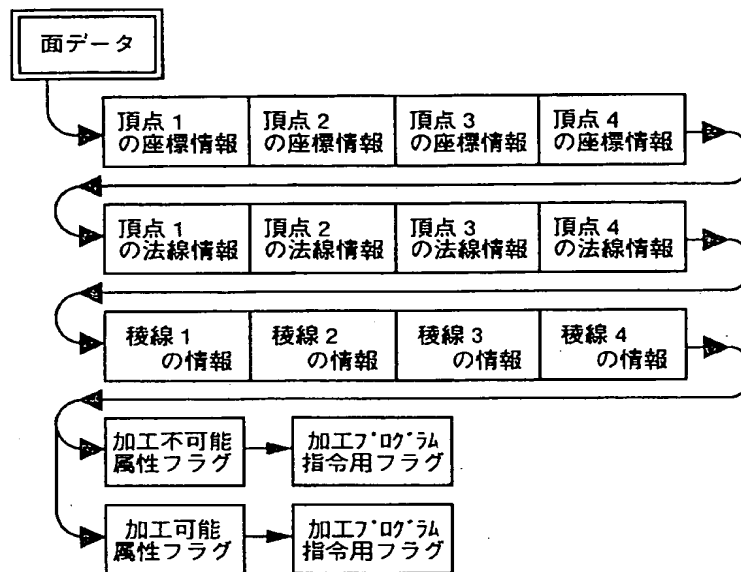 面データ
頂点1 頂点2 頂点3 頂点4
の座標情報 の座標情報 の座標情報 の座標情報
頂点1 頂点2 頂点3 頂点4
の法線情報 の法線情報 の法線情報 の法線情報
稜線1 稜線2 稜線3 稜線4
の情報 の情報 の情報 の情報
加工不可能 加工ﾌﾟﾛｸﾞﾗﾑ
属性フラグ 指令用フラグ
加工可能 加工ﾌﾟﾛｸﾞﾗﾑ
属性フラグ 指令用フラグ